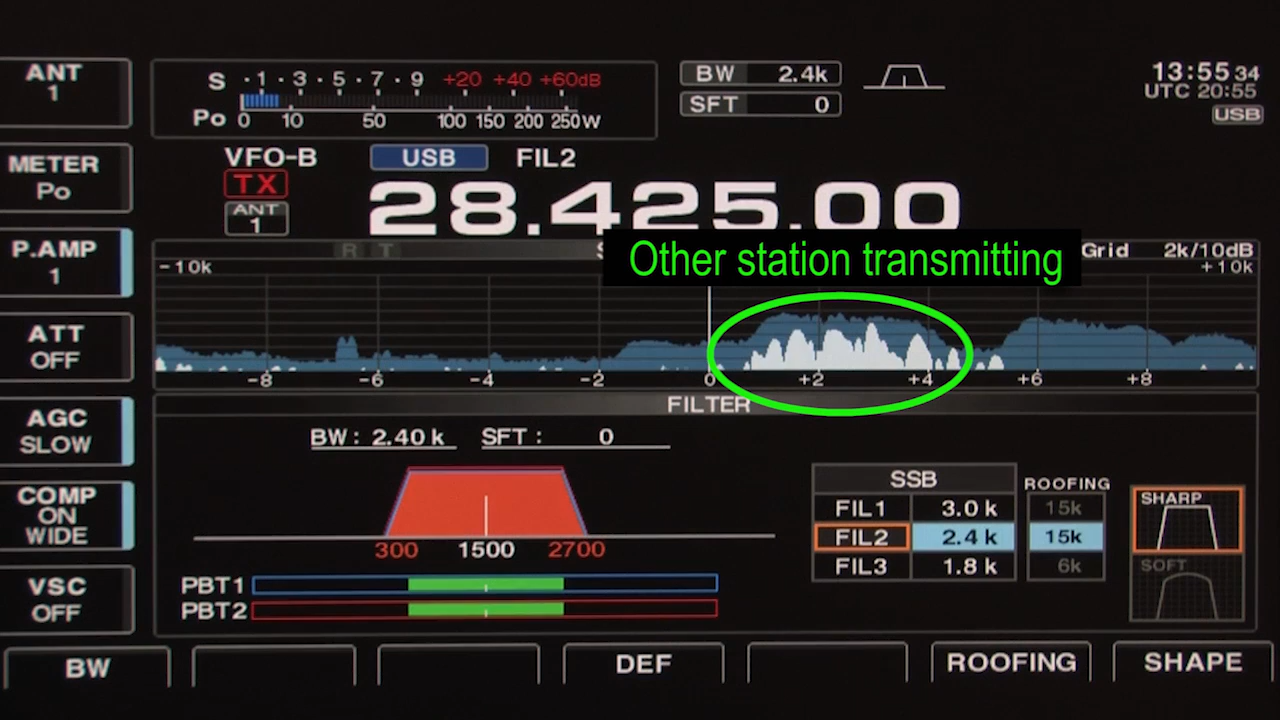 ANT
1
S ·1·3·5·7·9 +20 +40 +60dB
Po 0 10 50 100 150 200 250W
BW 2.4k
SFT 0
13:55 34
UTC 20:55
USB
METER
Po
VFO-B USB FIL2
TX
ANT
1
28.425.00
P.AMP
1
R T
Grid 2k/10dB
-10k
+10k
Other station transmitting
ATT
OFF
-8 -6 -4 -2 0 +2 +4 +6 +8
FILTER
AGC
SLOW
BW: 2.40 k SFT : 0
COMP
ON
WIDE
300 1500 2700
SSB
ROOFING
FIL1 3.0 k 15k
FIL2 2.4 k 15k
FIL3 1.8 k 6k
SHARP
SOFT
VSC
OFF
PBT1
PBT2
BW
DEF
ROOFING
SHAPE